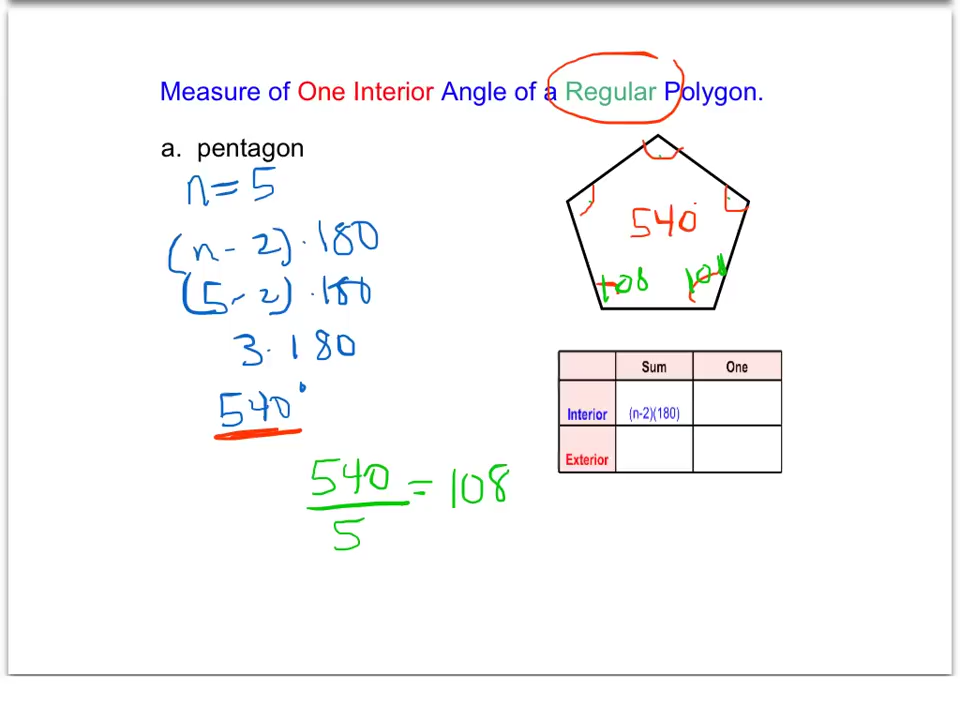 Measure of One Interior Angle of a Regular Polygon.
a. pentagon
n = 5
(n - 2) · 180
(5 - 2) · 180
3 · 180
540°
540
5
= 108
540°
108 108
Sum One
Interior (n-2)(180)
Exterior